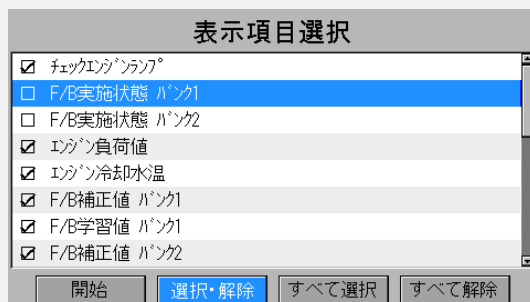 表示項目選択
チェックエンジンランプ
F/B実施状態 バンク1
F/B実施状態 バンク2
エンジン負荷値
エンジン冷却水温
F/B補正値 バンク1
F/B学習値 バンク1
F/B補正値 バンク2
開始 選択・解除 すべて選択 すべて解除